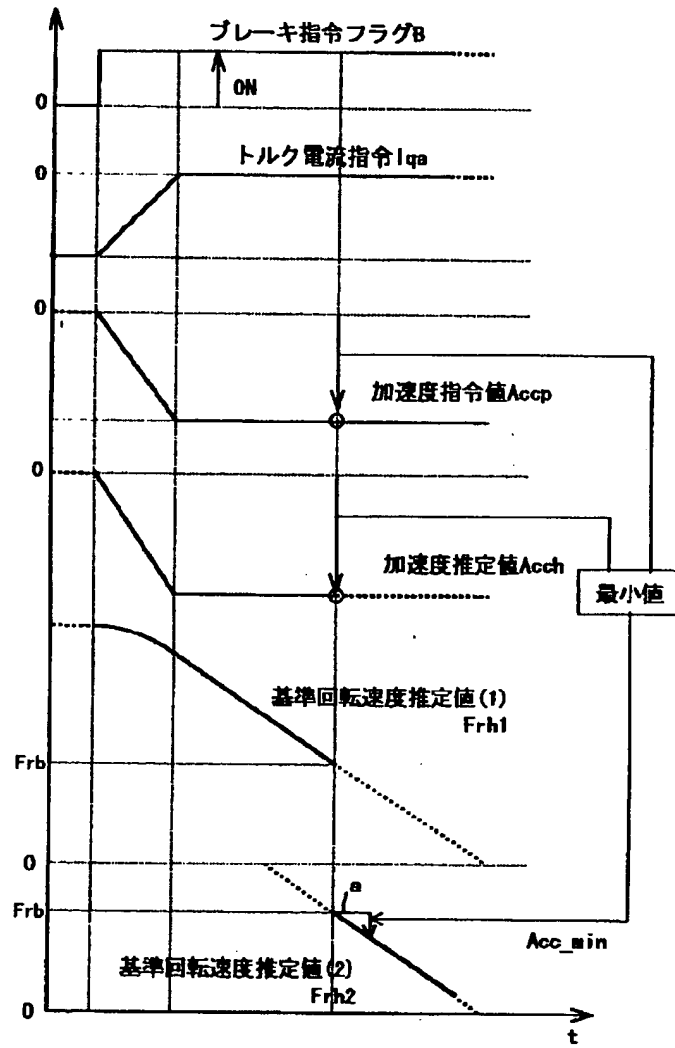 ブレーキ指令フラグB
0
ON
トルク電流指令Iqa
0
0
加速度指令値Accp
0
加速度推定値Acch
最小値
基準回転速度推定値(1)
Frh1
Frb
0
a
Frb
Acc_min
基準回転速度推定値(2)
Frh2
0
t